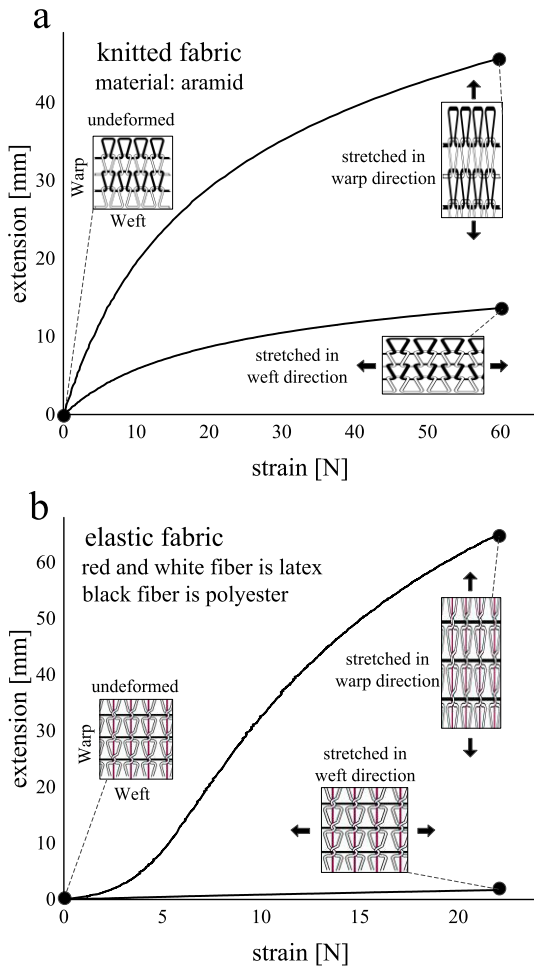 a
knitted fabric
material: aramid
undeformed
Warp
Weft
stretched in
warp direction
stretched in
weft direction
extension [mm]
40
30
20
10
0
0 10 20 30 40 50 60
strain [N]
b
elastic fabric
red and white fiber is latex
black fiber is polyester
undeformed
Warp
Weft
stretched in
warp direction
stretched in
weft direction
extension [mm]
60
50
40
30
20
10
0
0 5 10 15 20
strain [N]